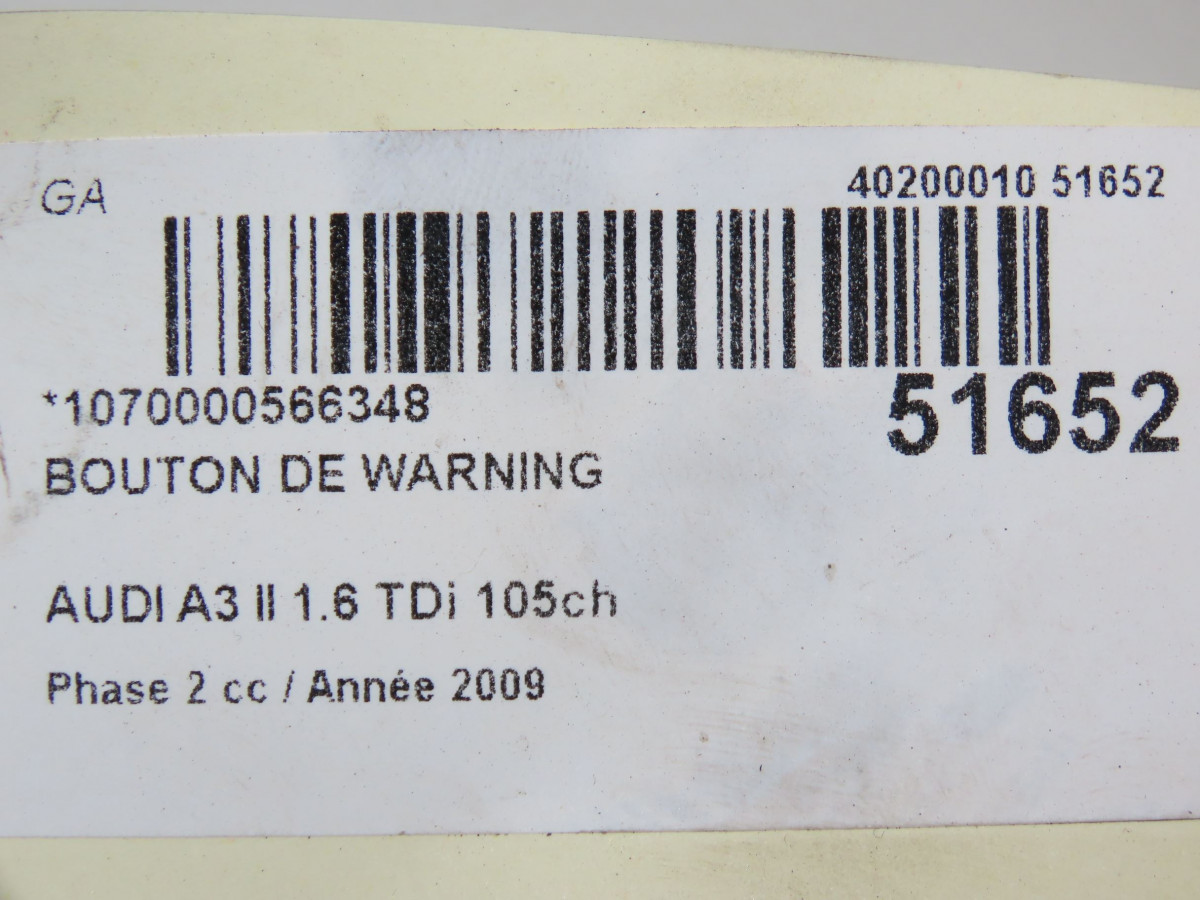 GA
40200010 51652
*1070000566348
51652
BOUTON DE WARNING
AUDI A3 II 1.6 TDi 105ch
Phase 2 cc / Année 2009